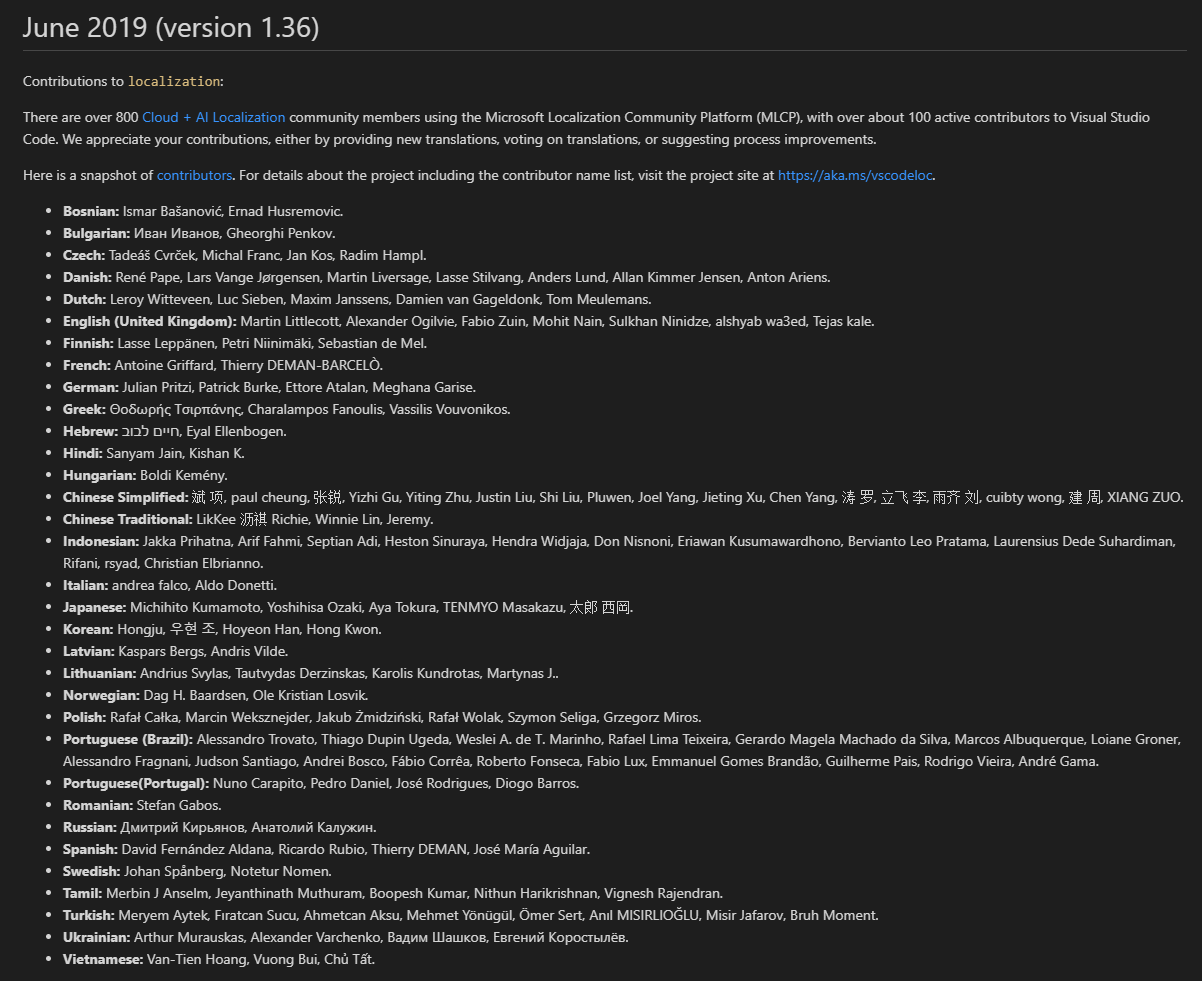 June 2019 (version 1.36)
Contributions to localization:
There are over 800 Cloud + AI Localization community members using the Microsoft Localization Community Platform (MLCP), with over about 100 active contributors to Visual Studio
Code. We appreciate your contributions, either by providing new translations, voting on translations, or suggesting process improvements.
Here is a snapshot of contributors. For details about the project including the contributor name list, visit the project site at https://aka.ms/vscodeloc.
• Bosnian: Ismar Bašanović, Ernad Husremovic.
• Bulgarian: Иван Иванов, Gheorghi Penkov.
• Czech: Tadeáš Cvrček, Michal Franc, Jan Kos, Radim Hampl.
• Danish: René Pape, Lars Vange Jørgensen, Martin Liversage, Lasse Stilvang, Anders Lund, Allan Kimmer Jensen, Anton Ariens.
• Dutch: Leroy Witteveen, Luc Sieben, Maxim Janssens, Damien van Gageldonk, Tom Meulemans.
• English (United Kingdom): Martin Littlecott, Alexander Ogilvie, Fabio Zuin, Mohit Nain, Sulkhan Ninidze, alshyab wa3ed, Tejas kale.
• Finnish: Lasse Leppänen, Petri Niinimäki, Sebastian de Mel.
• French: Antoine Griffard, Thierry DEMAN-BARCELÒ.
• German: Julian Pritzi, Patrick Burke, Ettore Atalan, Meghana Garise.
• Greek: Θοδωρής Τσιρπάνης, Charalampos Fanoulis, Vassilis Vouvonikos.
• Hebrew: חיים לבוב, Eyal Ellenbogen.
• Hindi: Sanyam Jain, Kishan K.
• Hungarian: Boldi Kemény.
• Chinese Simplified: 斌 项, paul cheung, 张锐, Yizhi Gu, Yiting Zhu, Justin Liu, Shi Liu, Pluwen, Joel Yang, Jieting Xu, Chen Yang, 涛 罗, 立飞 李, 雨齐 刘, cuibty wong, 建 周, XIANG ZUO.
• Chinese Traditional: LikKee 沥祺 Richie, Winnie Lin, Jeremy.
• Indonesian: Jakka Prihatna, Arif Fahmi, Septian Adi, Heston Sinuraya, Hendra Widjaja, Don Nisnoni, Eriawan Kusumawardhono, Bervianto Leo Pratama, Laurensius Dede Suhardiman,
Rifani, rsyad, Christian Elbrianno.
• Italian: andrea falco, Aldo Donetti.
• Japanese: Michihito Kumamoto, Yoshihisa Ozaki, Aya Tokura, TENMYO Masakazu, 太郎 西岡.
• Korean: Hongju, 우현 조, Hoyeon Han, Hong Kwon.
• Latvian: Kaspars Bergs, Andris Vilde.
• Lithuanian: Andrius Svylas, Tautvydas Derzinskas, Karolis Kundrotas, Martynas J..
• Norwegian: Dag H. Baardsen, Ole Kristian Losvik.
• Polish: Rafał Całka, Marcin Weksznejder, Jakub Żmidziński, Rafał Wolak, Szymon Seliga, Grzegorz Miros.
• Portuguese (Brazil): Alessandro Trovato, Thiago Dupin Ugeda, Weslei A. de T. Marinho, Rafael Lima Teixeira, Gerardo Magela Machado da Silva, Marcos Albuquerque, Loiane Groner,
Alessandro Fragnani, Judson Santiago, Andrei Bosco, Fábio Corrêa, Roberto Fonseca, Fabio Lux, Emmanuel Gomes Brandão, Guilherme Pais, Rodrigo Vieira, André Gama.
• Portuguese(Portugal): Nuno Carapito, Pedro Daniel, José Rodrigues, Diogo Barros.
• Romanian: Stefan Gabos.
• Russian: Дмитрий Кирьянов, Анатолий Калужин.
• Spanish: David Fernández Aldana, Ricardo Rubio, Thierry DEMAN, José María Aguilar.
• Swedish: Johan Spånberg, Notetur Nomen.
• Tamil: Merbin J Anselm, Jeyanthinath Muthuram, Boopesh Kumar, Nithun Harikrishnan, Vignesh Rajendran.
• Turkish: Meryem Aytek, Fıratcan Sucu, Ahmetcan Aksu, Mehmet Yönügül, Ömer Sert, Anıl MISIRLIOĞLU, Misir Jafarov, Bruh Moment.
• Ukrainian: Arthur Murauskas, Alexander Varchenko, Вадим Шашков, Евгений Коростылёв.
• Vietnamese: Van-Tien Hoang, Vuong Bui, Chủ Tất.